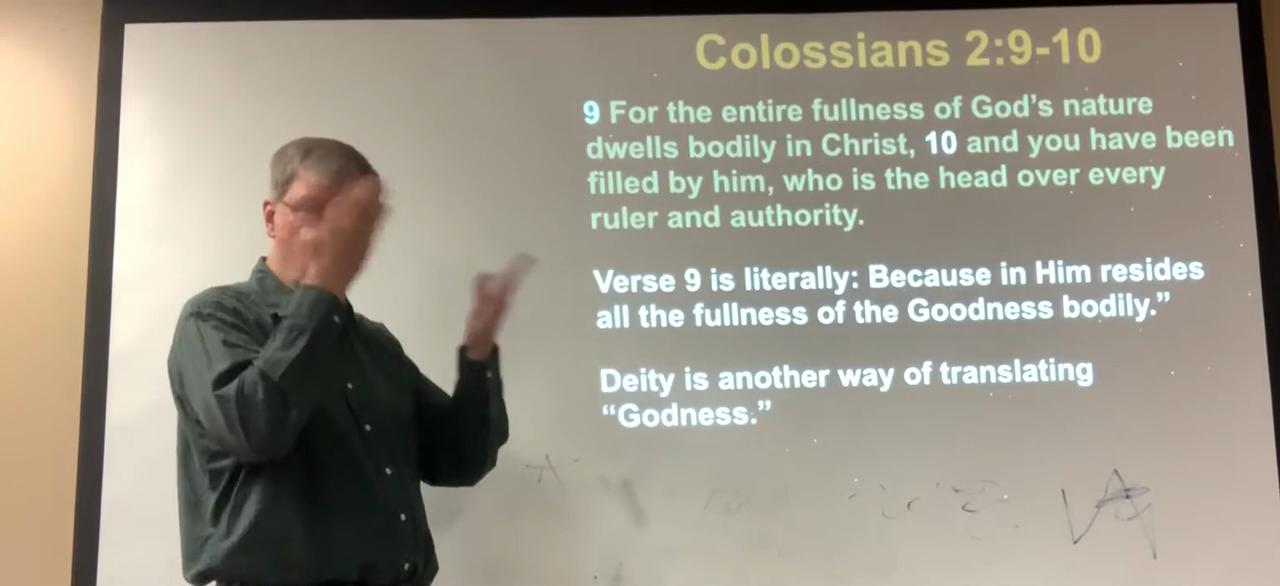 Colossians 2:9-10
9 For the entire fullness of God’s nature
dwells bodily in Christ, 10 and you have been
filled by him, who is the head over every
ruler and authority.
Verse 9 is literally: Because in Him resides
all the fullness of the Goodness bodily.”
Deity is another way of translating
“Godness.”